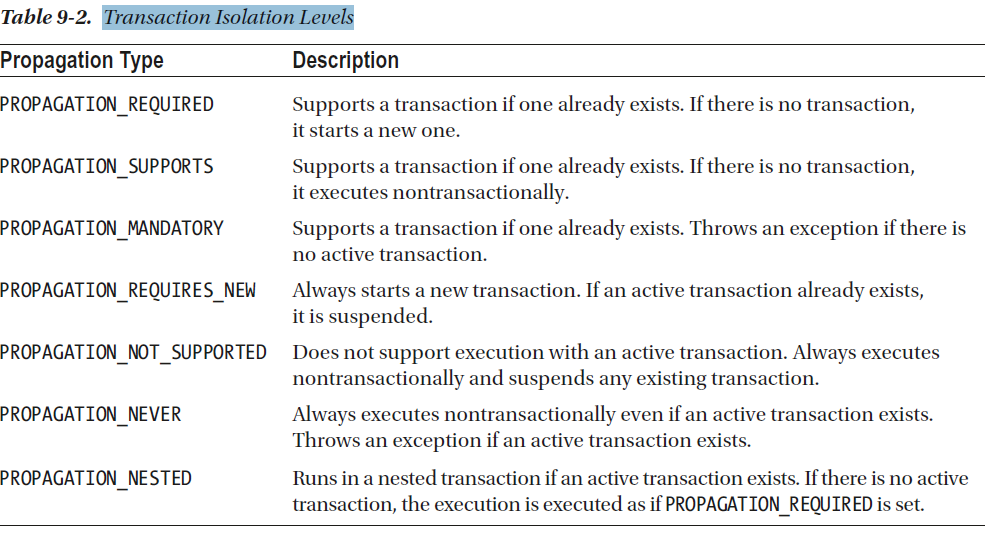 Table 9-2. Transaction Isolation Levels
Propagation Type Description
PROPAGATION_REQUIRED Supports a transaction if one already exists. If there is no transaction,
it starts a new one.
PROPAGATION_SUPPORTS Supports a transaction if one already exists. If there is no transaction,
it executes nontransactionally.
PROPAGATION_MANDATORY Supports a transaction if one already exists. Throws an exception if there is
no active transaction.
PROPAGATION_REQUIRES_NEW Always starts a new transaction. If an active transaction already exists,
it is suspended.
PROPAGATION_NOT_SUPPORTED Does not support execution with an active transaction. Always executes
nontransactionally and suspends any existing transaction.
PROPAGATION_NEVER Always executes nontransactionally even if an active transaction exists.
Throws an exception if an active transaction exists.
PROPAGATION_NESTED Runs in a nested transaction if an active transaction exists. If there is no active
transaction, the execution is executed as if PROPAGATION_REQUIRED is set.